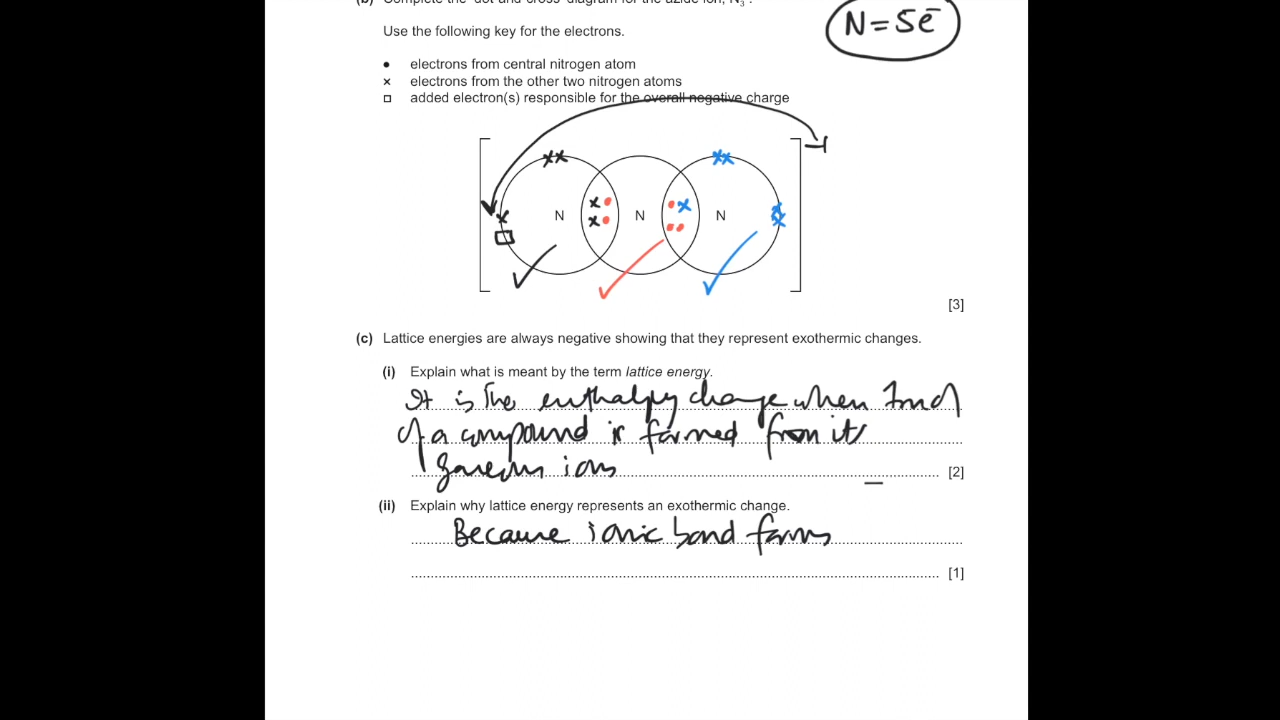 (b) Complete the 'dot-and-cross' diagram for the azide ion, N₃⁻.
N = 5e⁻
Use the following key for the electrons.
• electrons from central nitrogen atom
× electrons from the other two nitrogen atoms
□ added electron(s) responsible for the overall negative charge
N N N
[3]
(c) Lattice energies are always negative showing that they represent exothermic changes.
(i) Explain what is meant by the term lattice energy.
It is the enthalpy change when 1mol
of a compound is formed from its
gaseous ions
[2]
(ii) Explain why lattice energy represents an exothermic change.
Because ionic bond forms
[1]